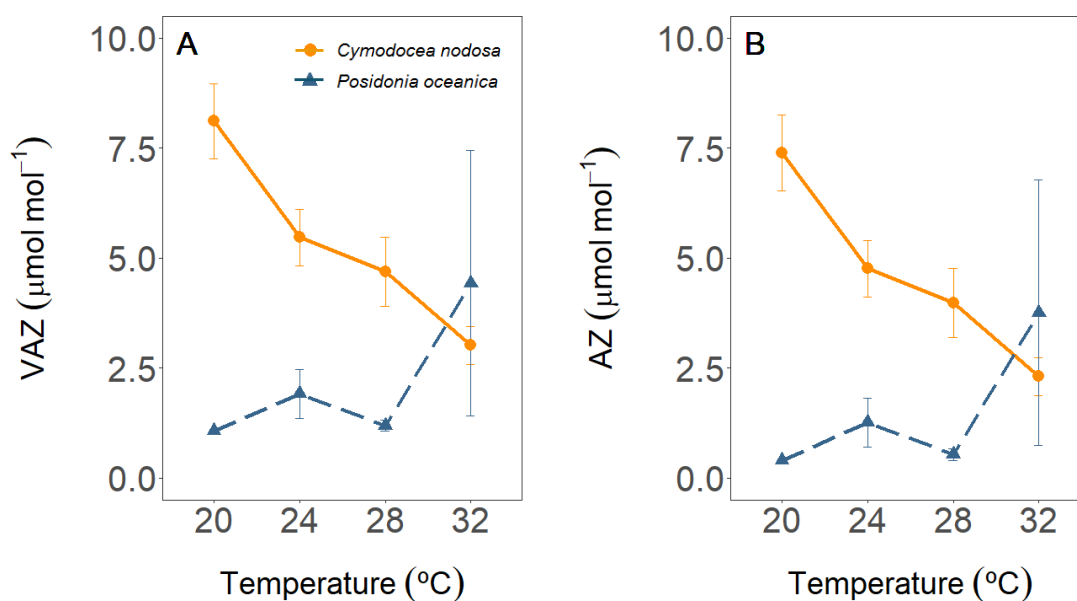 A
Cymodocea nodosa
Posidonia oceanica
VAZ (μmol mol⁻¹)
10.0
7.5
5.0
2.5
0.0
20 24 28 32
Temperature (ºC)
B
AZ (μmol mol⁻¹)
10.0
7.5
5.0
2.5
0.0
20 24 28 32
Temperature (ºC)